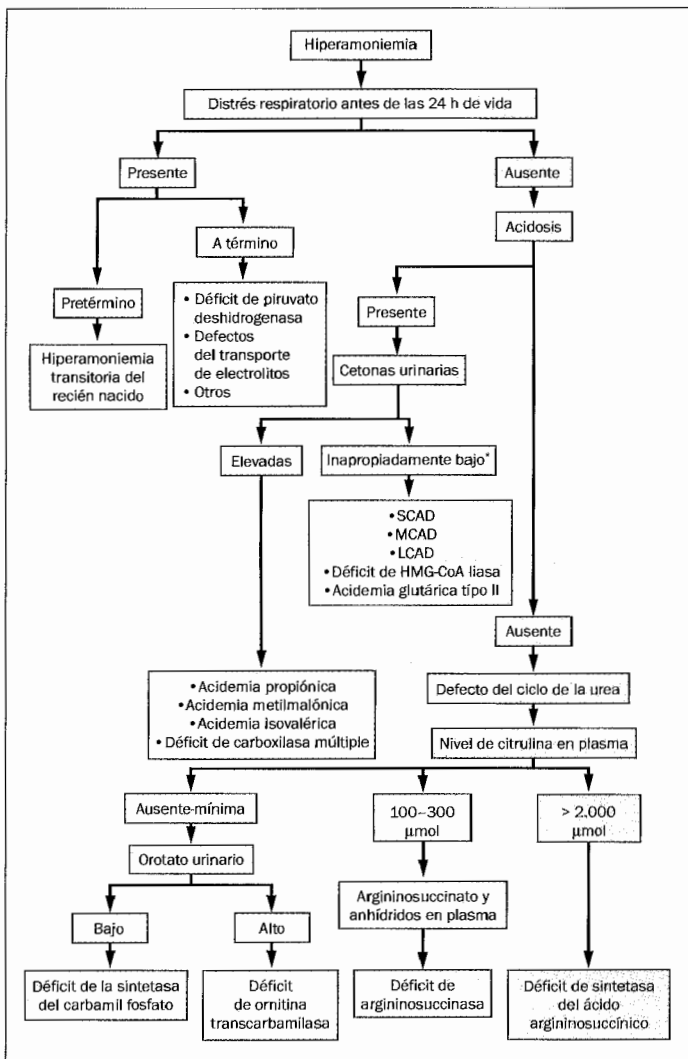 Hiperamoniemia
Distrés respiratorio antes de las 24 h de vida
Presente
Ausente
A término
Acidosis
Pretérmino
• Déficit de piruvato
deshidrogenasa
• Defectos
del transporte
de electrolitos
• Otros
Presente
Hiperamoniemia
transitoria del
recién nacido
Cetonas urinarias
Elevadas
Inapropiadamente bajo*
• SCAD
• MCAD
• LCAD
• Déficit de HMG-CoA liasa
• Acidemia glutárica tipo II
Ausente
• Acidemia propiónica
• Acidemia metilmalónica
• Acidemia isovalérica
• Déficit de carboxilasa múltiple
Defecto del ciclo de la urea
Nivel de citrulina en plasma
Ausente-mínima
100–300
μmol
> 2.000
μmol
Orotato urinario
Argininosuccinato y
anhídridos en plasma
Bajo
Alto
Déficit de la sintetasa
del carbamil fosfato
Déficit
de ornitina
transcarbamilasa
Déficit de
argininosuccinasa
Déficit de sintetasa
del ácido
argininosuccínico